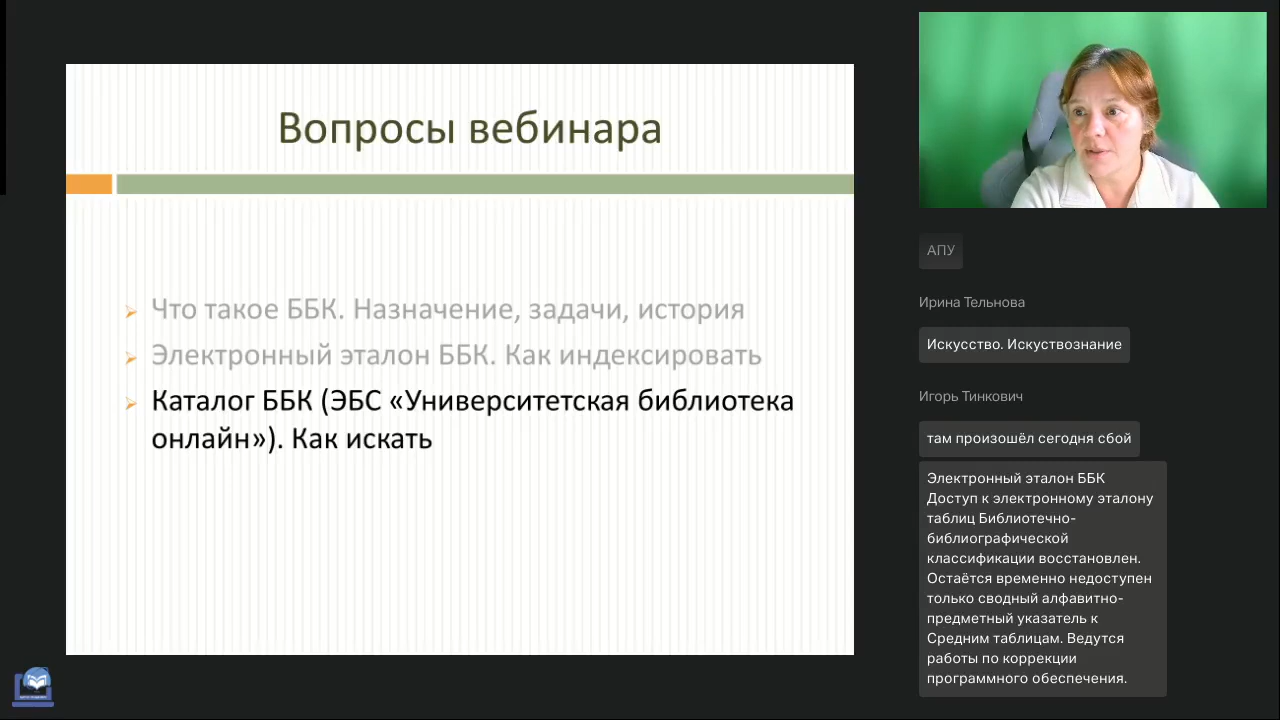 Вопросы вебинара
Что такое ББК. Назначение, задачи, история
Электронный эталон ББК. Как индексировать
Каталог ББК (ЭБС «Университетская библиотека
онлайн»). Как искать
АПУ
Ирина Тельнова
Искусство. Искуствознание
Игорь Тинкович
там произошёл сегодня сбой
Электронный эталон ББК
Доступ к электронному эталону
таблиц Библиотечно-
библиографической
классификации восстановлен.
Остаётся временно недоступен
только сводный алфавитно-
предметный указатель к
Средним таблицам. Ведутся
работы по коррекции
программного обеспечения.